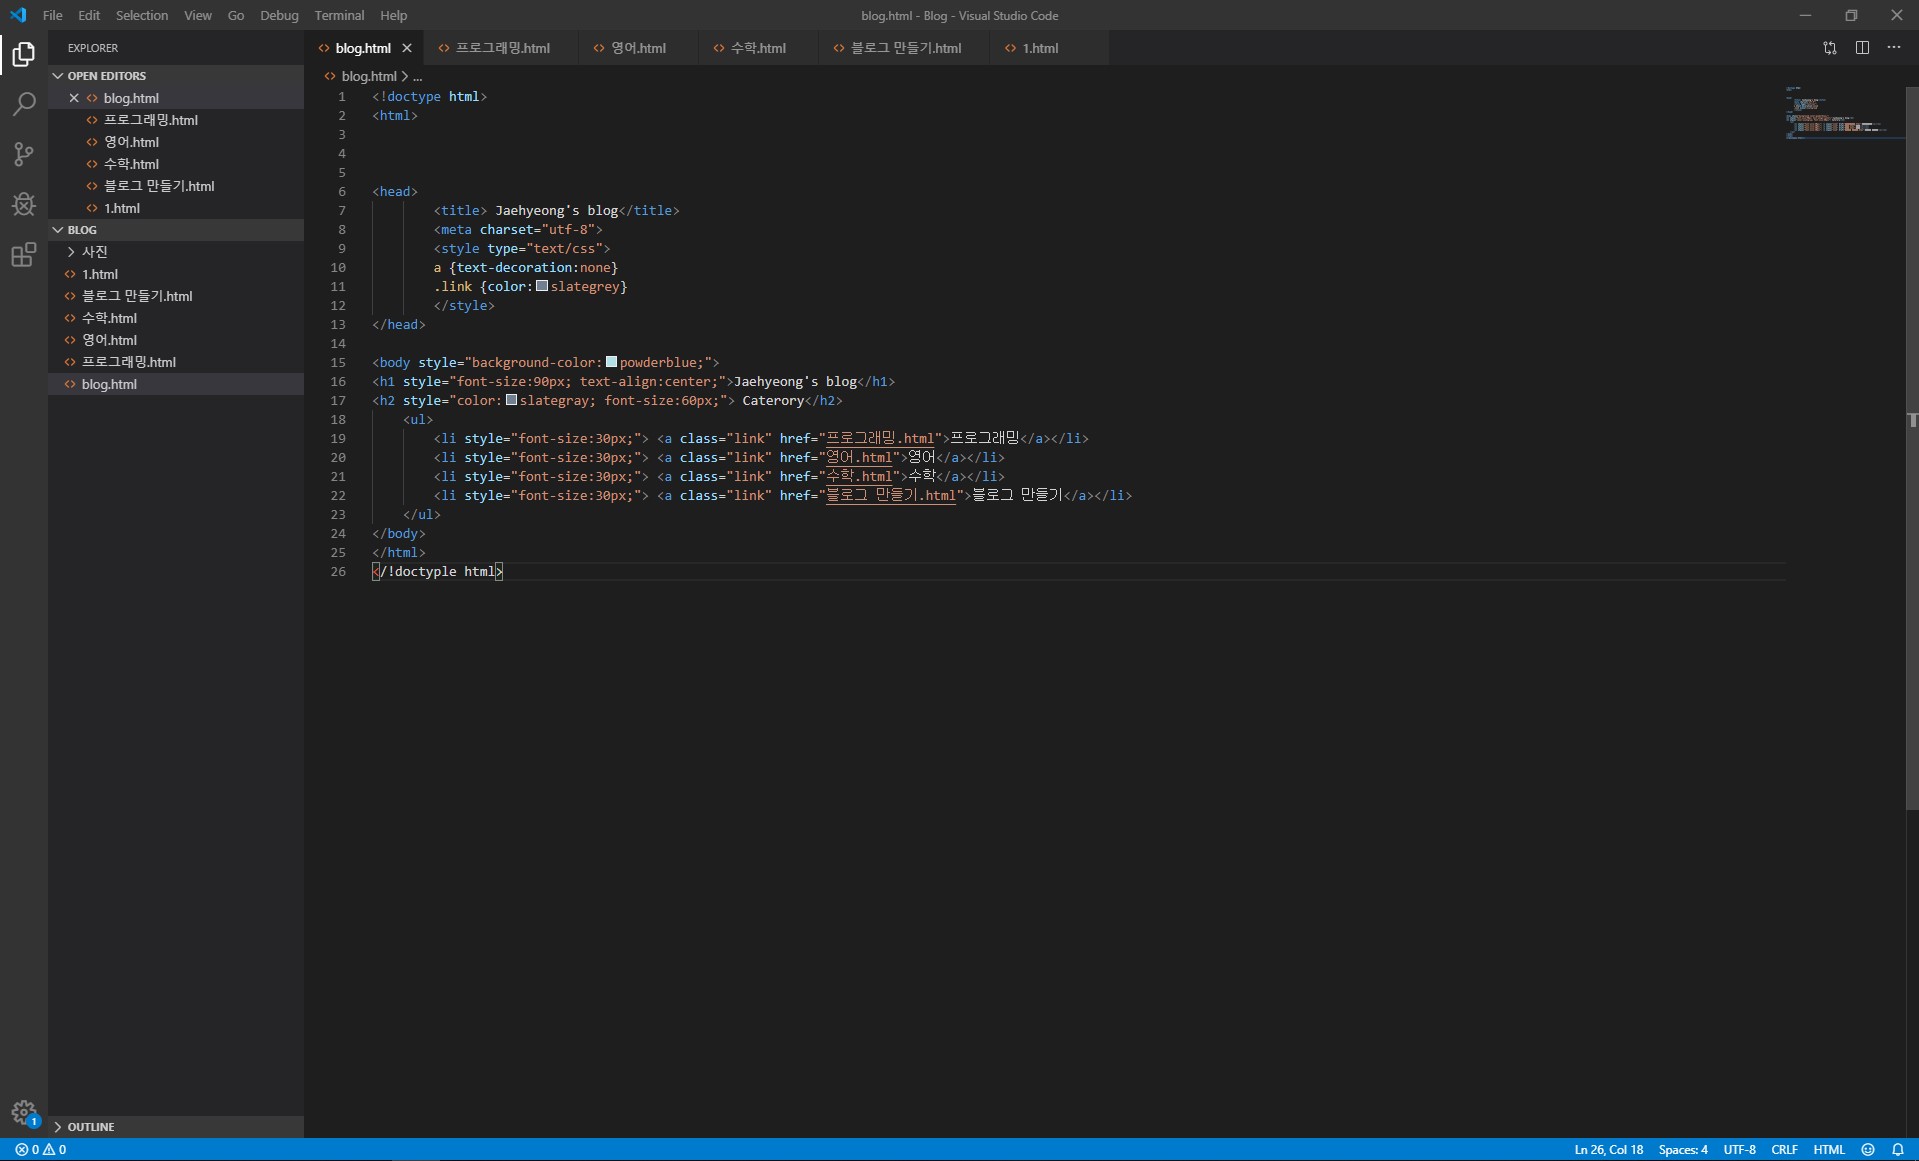 File Edit Selection View Go Debug Terminal Help
blog.html - Blog - Visual Studio Code
EXPLORER
OPEN EDITORS
blog.html
프로그래밍.html
영어.html
수학.html
블로그 만들기.html
1.html
BLOG
사진
1.html
블로그 만들기.html
수학.html
영어.html
프로그래밍.html
blog.html
OUTLINE
blog.html 프로그래밍.html 영어.html 수학.html 블로그 만들기.html 1.html
blog.html > ...
1 <!doctype html>
2 <html>
3
4
5
6 <head>
7 <title> Jaehyeong's blog</title>
8 <meta charset="utf-8">
9 <style type="text/css">
10 a {text-decoration:none}
11 .link {color:slategrey}
12 </style>
13 </head>
14
15 <body style="background-color:powderblue;">
16 <h1 style="font-size:90px; text-align:center;">Jaehyeong's blog</h1>
17 <h2 style="color:slategray; font-size:60px;"> Caterory</h2>
18 <ul>
19 <li style="font-size:30px;"> <a class="link" href="프로그래밍.html">프로그래밍</a></li>
20 <li style="font-size:30px;"> <a class="link" href="영어.html">영어</a></li>
21 <li style="font-size:30px;"> <a class="link" href="수학.html">수학</a></li>
22 <li style="font-size:30px;"> <a class="link" href="블로그 만들기.html">블로그 만들기</a></li>
23 </ul>
24 </body>
25 </html>
26 </!doctyple html>
1
0 0
Ln 26, Col 18 Spaces: 4 UTF-8 CRLF HTML